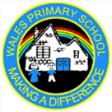 WALES PRIMARY SCHOOL
MAKING A DIFFERENCE